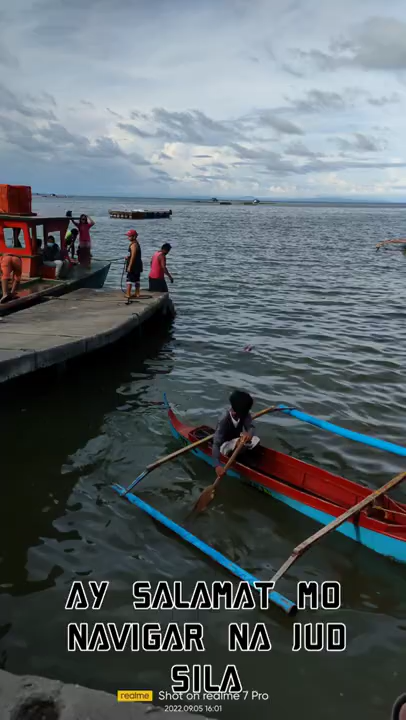 AY SALAMAT MO
NAVIGAR NA JUD
SILA
realme Shot on realme 7 Pro
2022.09.05 16:01